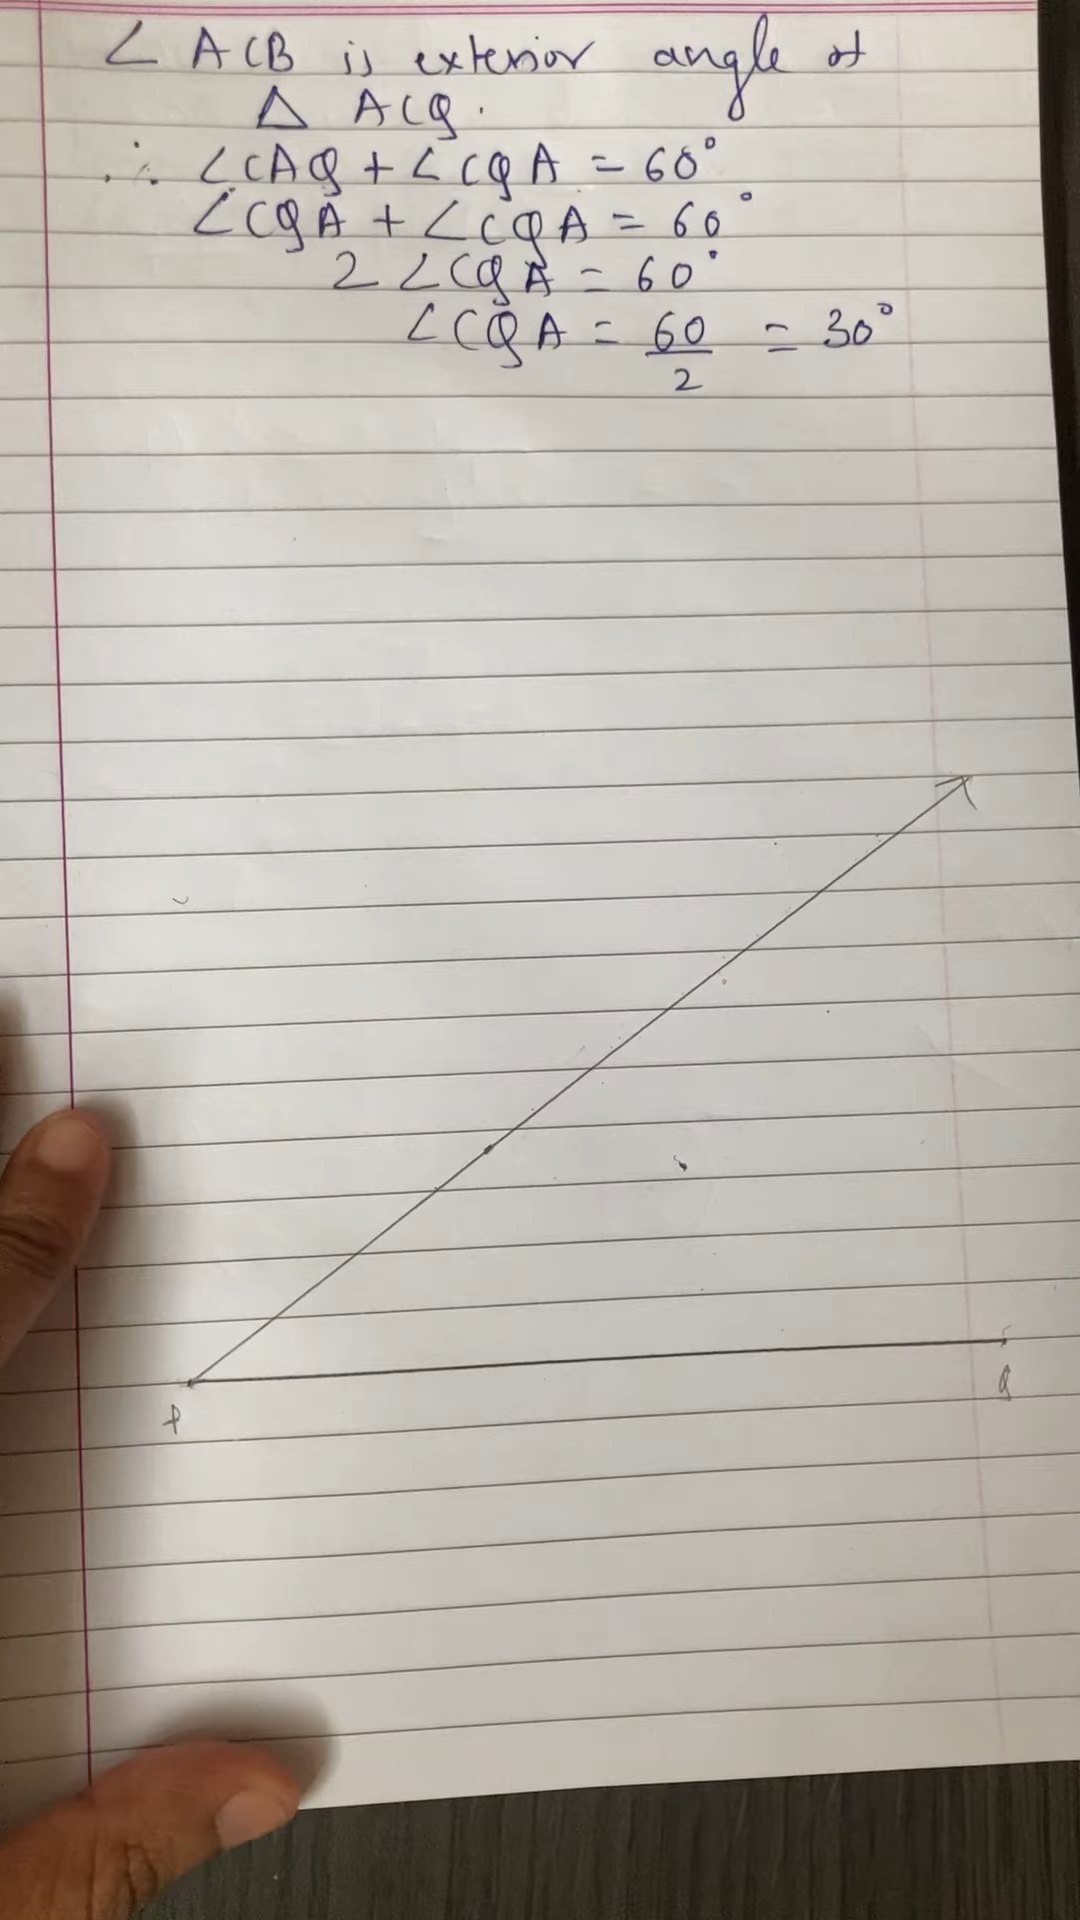 ∠ ACB is exterior angle of
△ ACQ.
∴ ∠CAQ + ∠CQA = 60°
∠CQA + ∠CQA = 60°
2 ∠CQA = 60°
∠CQA = 60/2 = 30°
P
Q